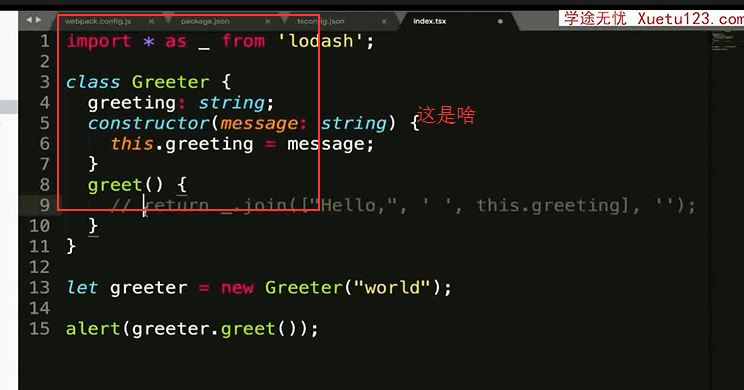 webpack.config.js package.json tsconfig.json index.tsx
学途无忧 Xuetu123.com
1 import * as _ from 'lodash';
2
3 class Greeter {
4 greeting: string;
5 constructor(message: string) {
这是啥
6 this.greeting = message;
7 }
8 greet() {
9 // return _.join(["Hello,", ' ', this.greeting], '');
10 }
11 }
12
13 let greeter = new Greeter("world");
14
15 alert(greeter.greet());